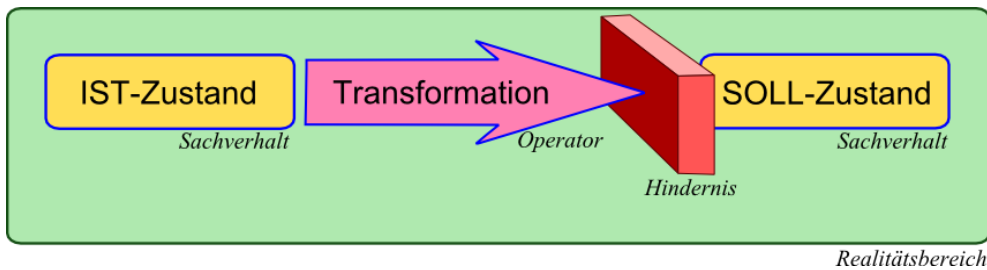 IST-Zustand
Transformation
SOLL-Zustand
Sachverhalt
Operator
Sachverhalt
Hindernis
Realitätsbereich